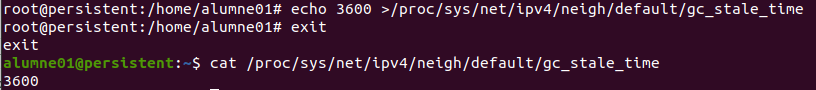 root@persistent:/home/alumne01# echo 3600 >/proc/sys/net/ipv4/neigh/default/gc_stale_time
root@persistent:/home/alumne01# exit
exit
alumne01@persistent:~$ cat /proc/sys/net/ipv4/neigh/default/gc_stale_time
3600